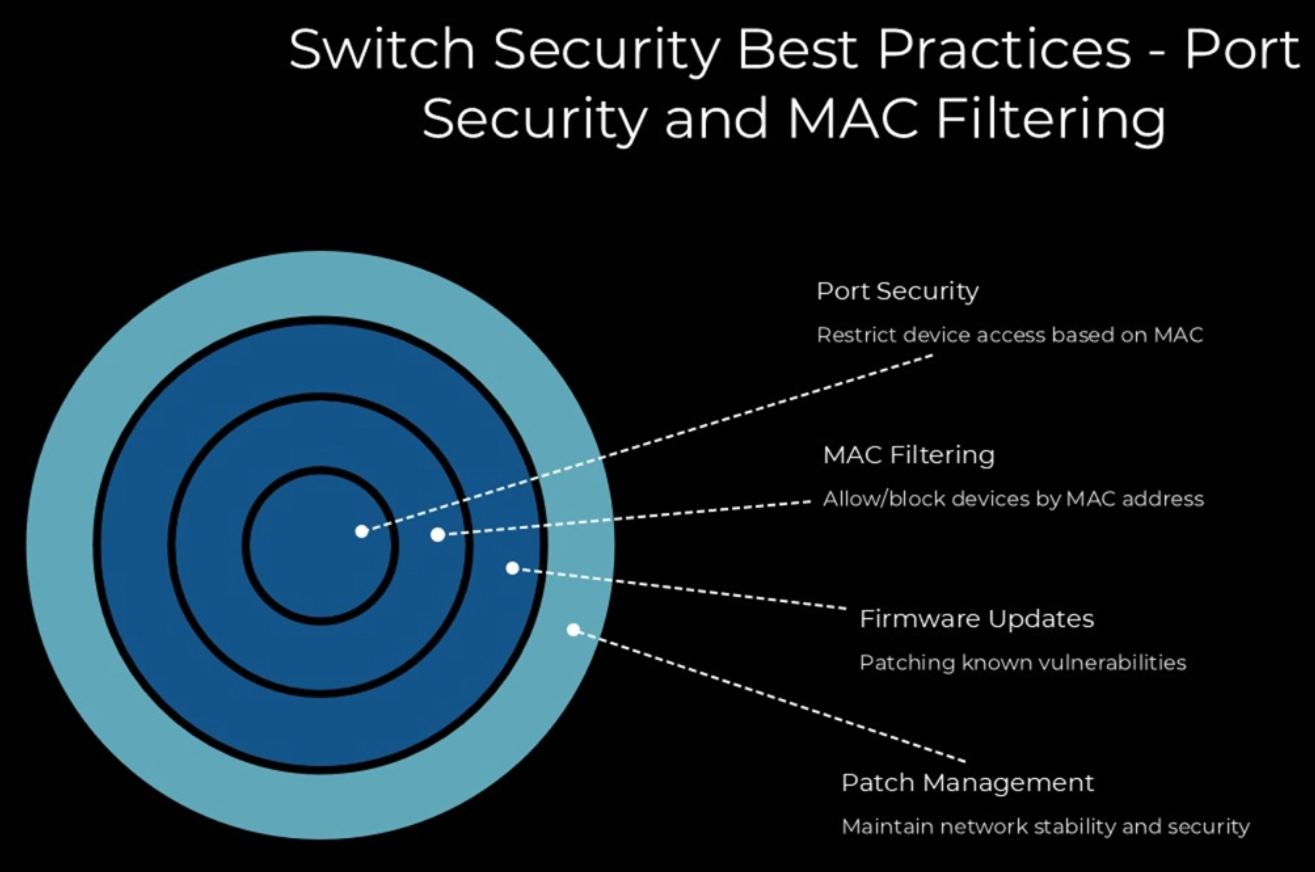 Switch Security Best Practices - Port
Security and MAC Filtering
Port Security
Restrict device access based on MAC
MAC Filtering
Allow/block devices by MAC address
Firmware Updates
Patching known vulnerabilities
Patch Management
Maintain network stability and security